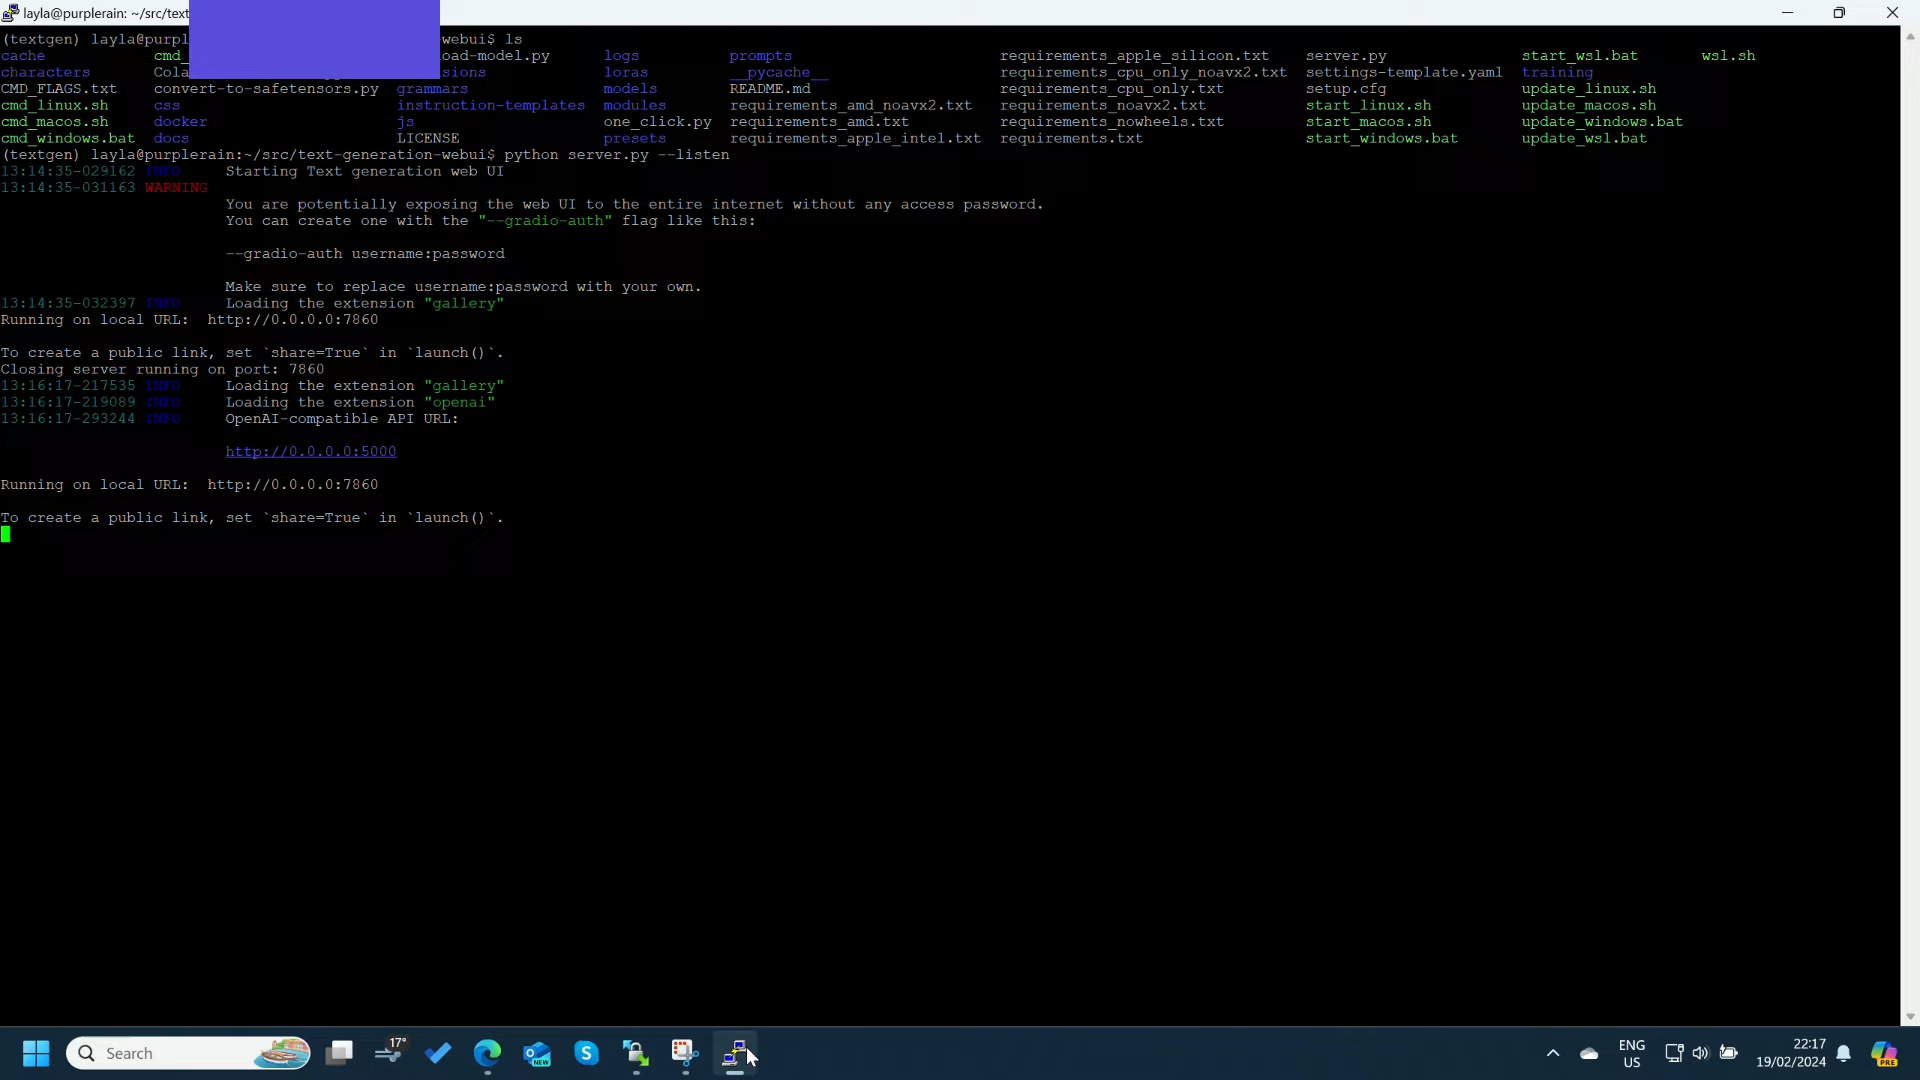 layla@purplerain: ~/src/text
(textgen) layla@purpl webui$ ls
cache cmd_ oad-model.py logs prompts requirements_apple_silicon.txt server.py start_wsl.bat wsl.sh
characters Cola sions loras __pycache__ requirements_cpu_only_noavx2.txt settings-template.yaml training
CMD_FLAGS.txt convert-to-safetensors.py grammars models README.md requirements_cpu_only.txt setup.cfg update_linux.sh
cmd_linux.sh css instruction-templates modules requirements_amd_noavx2.txt requirements_noavx2.txt start_linux.sh update_macos.sh
cmd_macos.sh docker js one_click.py requirements_amd.txt requirements_nowheels.txt start_macos.sh update_windows.bat
cmd_windows.bat docs LICENSE presets requirements_apple_intel.txt requirements.txt start_windows.bat update_wsl.bat
(textgen) layla@purplerain:~/src/text-generation-webui$ python server.py --listen
13:14:35-029162 INFO Starting Text generation web UI
13:14:35-031163 WARNING
You are potentially exposing the web UI to the entire internet without any access password.
You can create one with the "--gradio-auth" flag like this:
--gradio-auth username:password
Make sure to replace username:password with your own.
13:14:35-032397 INFO Loading the extension "gallery"
Running on local URL: http://0.0.0.0:7860
To create a public link, set `share=True` in `launch()`.
Closing server running on port: 7860
13:16:17-217535 INFO Loading the extension "gallery"
13:16:17-219089 INFO Loading the extension "openai"
13:16:17-293244 INFO OpenAI-compatible API URL:
http://0.0.0.0:5000
Running on local URL: http://0.0.0.0:7860
To create a public link, set `share=True` in `launch()`.
Search 17° NEW ENG 22:17 PRE
US 19/02/2024